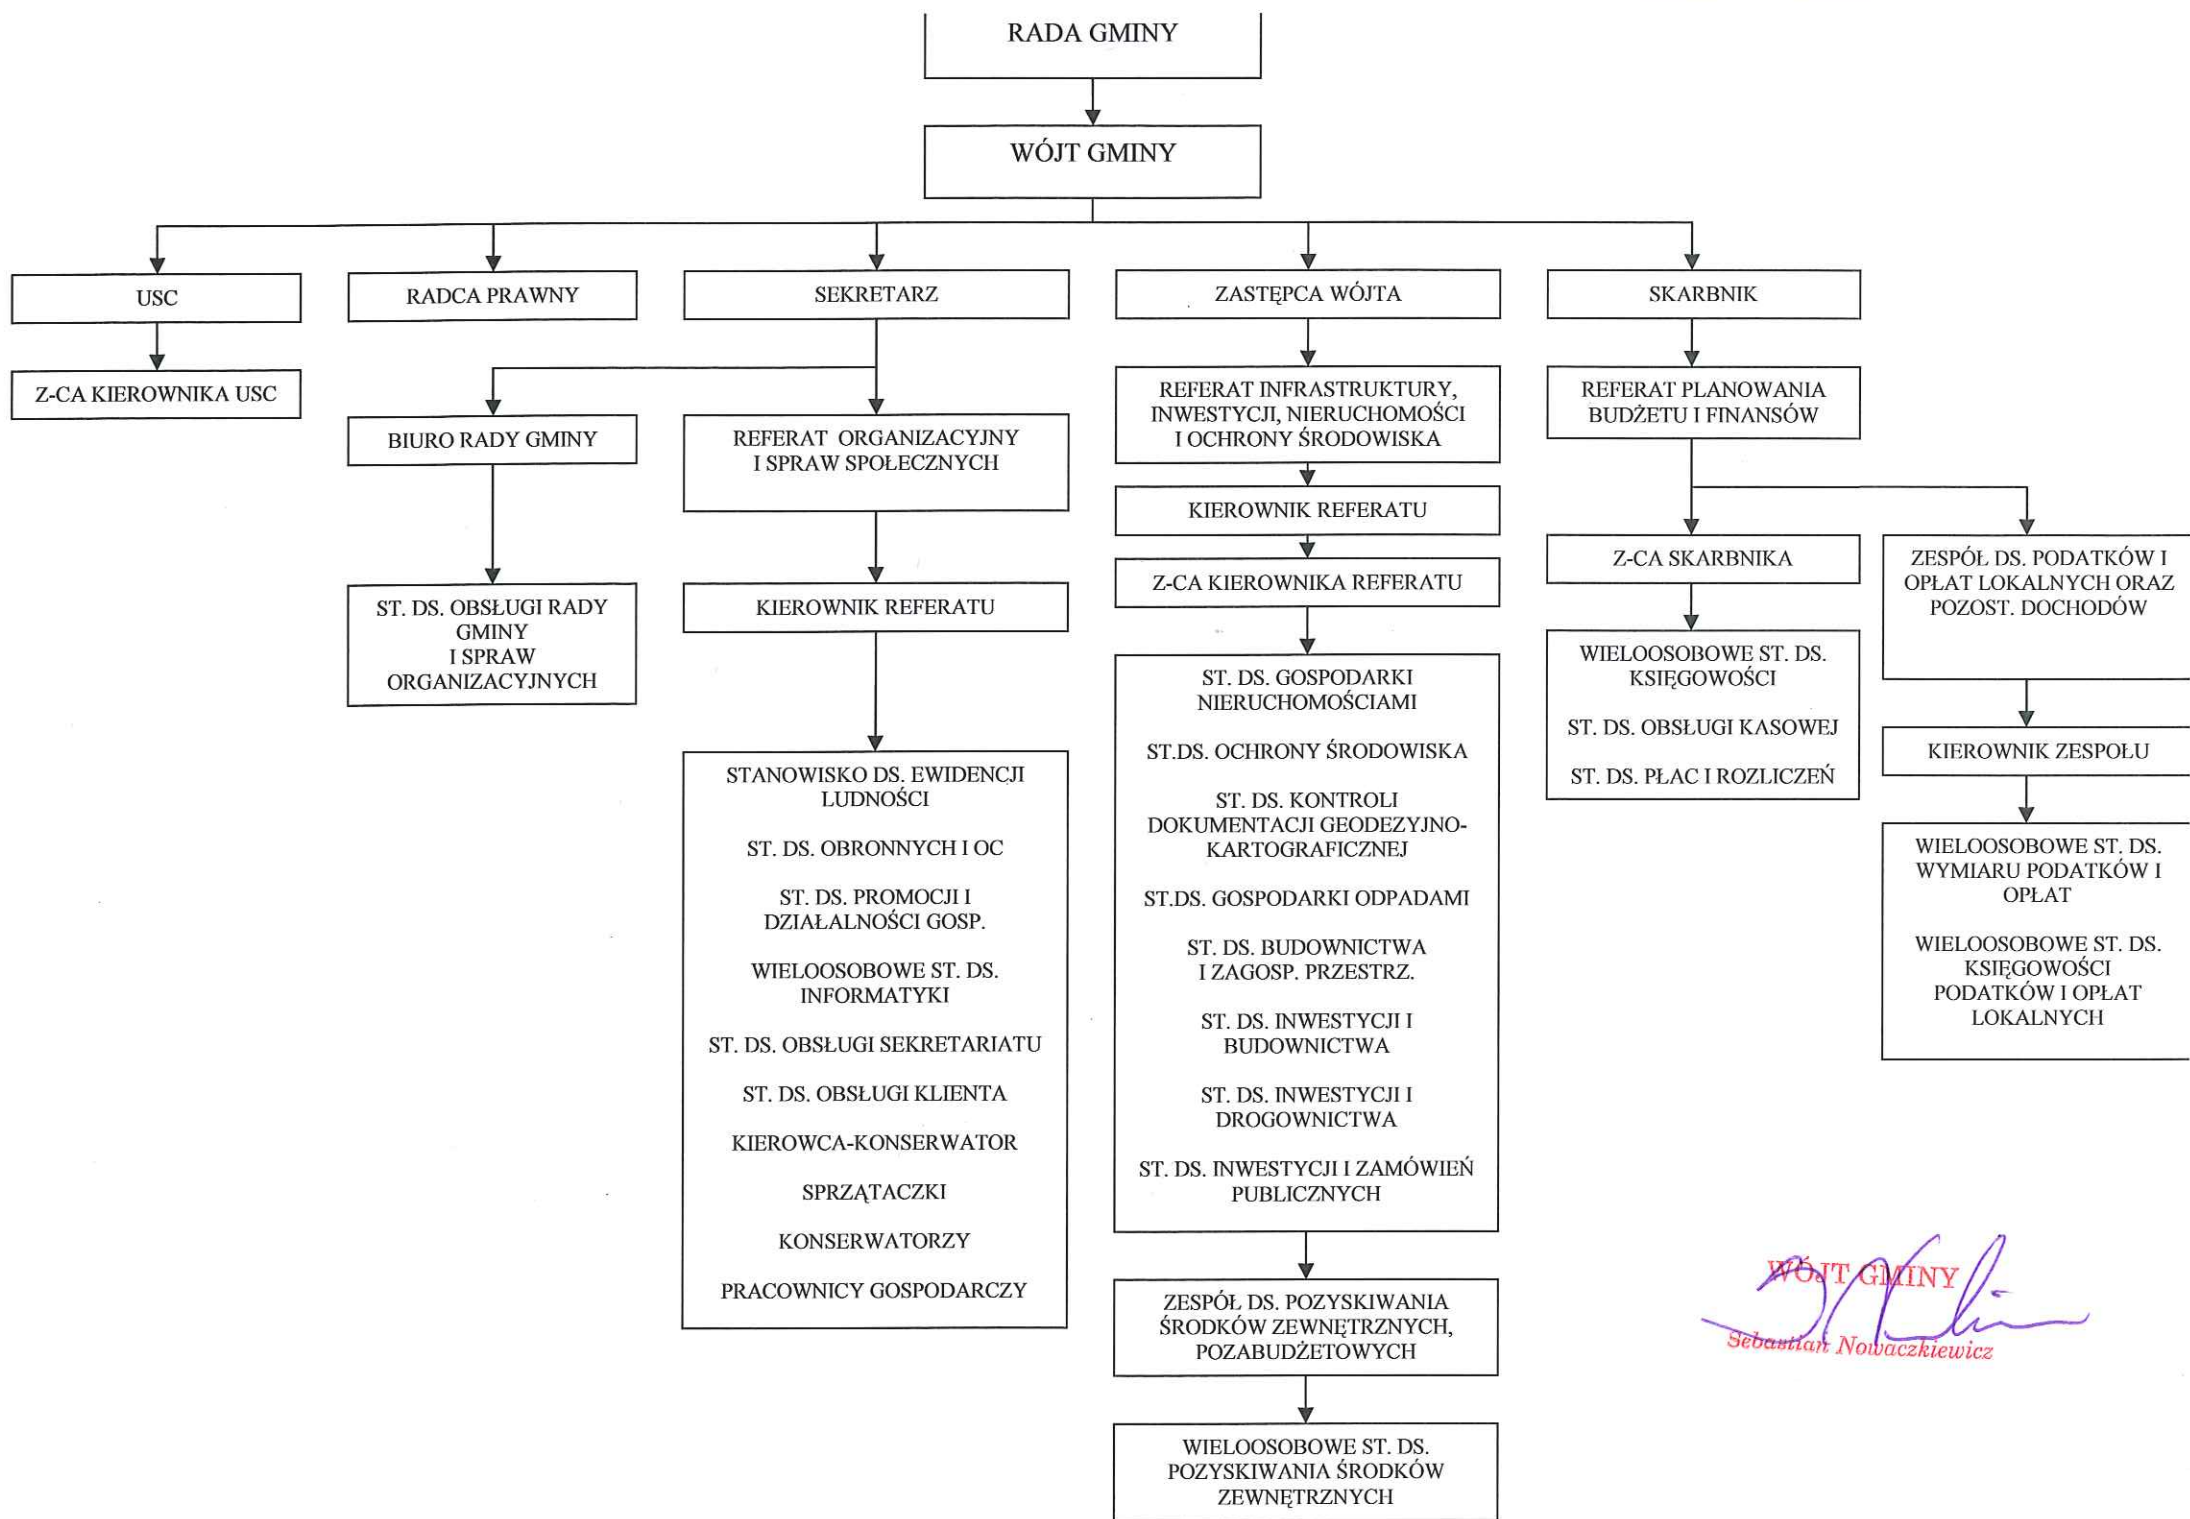 RADA GMINY
WÓJT GMINY
USC
RADCA PRAWNY
SEKRETARZ
ZASTĘPCA WÓJTA
SKARBNIK
Z-CA KIEROWNIKA USC
BIURO RADY GMINY
ST. DS. OBSŁUGI RADY
GMINY
I SPRAW
ORGANIZACYJNYCH
REFERAT ORGANIZACYJNY
I SPRAW SPOŁECZNYCH
KIEROWNIK REFERATU
STANOWISKO DS. EWIDENCJI
LUDNOŚCI
ST. DS. OBRONNYCH I OC
ST. DS. PROMOCJI I
DZIAŁALNOŚCI GOSP.
WIELOOSOBOWE ST. DS.
INFORMATYKI
ST. DS. OBSŁUGI SEKRETARIATU
ST. DS. OBSŁUGI KLIENTA
KIEROWCA-KONSERWATOR
SPRZĄTACZKI
KONSERWATORZY
PRACOWNICY GOSPODARCZY
REFERAT INFRASTRUKTURY,
INWESTYCJI, NIERUCHOMOŚCI
I OCHRONY ŚRODOWISKA
KIEROWNIK REFERATU
Z-CA KIEROWNIKA REFERATU
ST. DS. GOSPODARKI
NIERUCHOMOŚCIAMI
ST.DS. OCHRONY ŚRODOWISKA
ST. DS. KONTROLI
DOKUMENTACJI GEODEZYJNO-
KARTOGRAFICZNEJ
ST.DS. GOSPODARKI ODPADAMI
ST. DS. BUDOWNICTWA
I ZAGOSP. PRZESTRZ.
ST. DS. INWESTYCJI I
BUDOWNICTWA
ST. DS. INWESTYCJI I
DROGOWNICTWA
ST. DS. INWESTYCJI I ZAMÓWIEŃ
PUBLICZNYCH
ZESPÓŁ DS. POZYSKIWANIA
ŚRODKÓW ZEWNĘTRZNYCH,
POZABUDŻETOWYCH
WIELOOSOBOWE ST. DS.
POZYSKIWANIA ŚRODKÓW
ZEWNĘTRZNYCH
REFERAT PLANOWANIA
BUDŻETU I FINANSÓW
Z-CA SKARBNIKA
WIELOOSOBOWE ST. DS.
KSIĘGOWOŚCI
ST. DS. OBSŁUGI KASOWEJ
ST. DS. PŁAC I ROZLICZEŃ
ZESPÓŁ DS. PODATKÓW I
OPŁAT LOKALNYCH ORAZ
POZOST. DOCHODÓW
KIEROWNIK ZESPOŁU
WIELOOSOBOWE ST. DS.
WYMIARU PODATKÓW I
OPŁAT
WIELOOSOBOWE ST. DS.
KSIĘGOWOŚCI
PODATKÓW I OPŁAT
LOKALNYCH
WÓJT GMINY
Sebastian Nowaczkiewicz